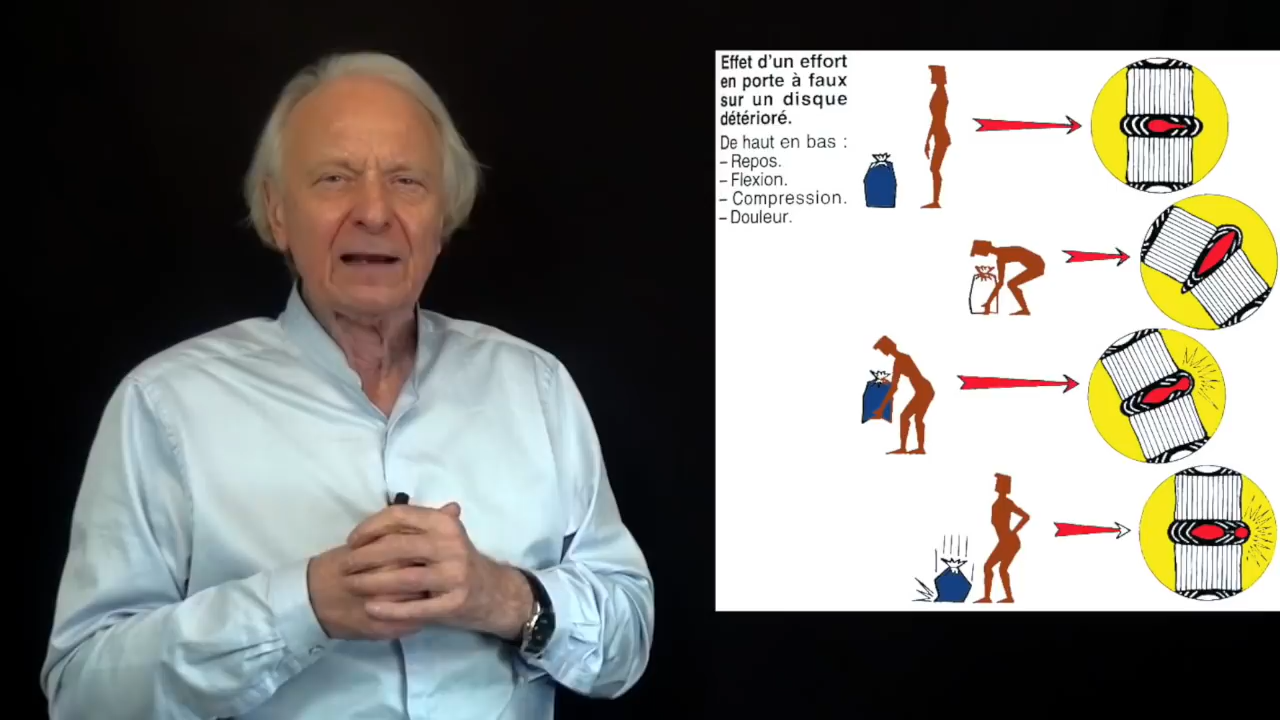 Effet d'un effort
en porte à faux
sur un disque
détérioré.
De haut en bas :
– Repos.
– Flexion.
– Compression.
– Douleur.